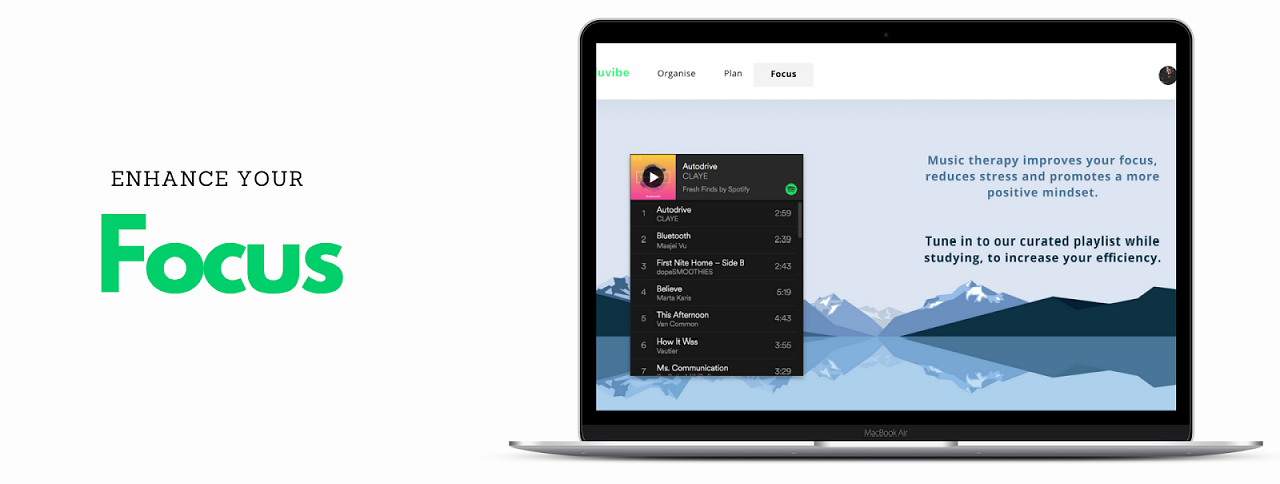 ENHANCE YOUR
Focus
uvibe
Organise
Plan
Focus
Autodrive
CLAYE
Fresh Finds by Spotify
1 Autodrive 2:59
CLAYE
2 Bluetooth 2:39
Maajei Vu
3 First Nite Home – Side B 2:43
dopeSMOOTHIES
4 Believe 5:19
Marta Karis
5 This Afternoon 4:43
Van Common
6 How It Wss 3:55
Vautier
7 Ms. Communication 3:29
Music therapy improves your focus,
reduces stress and promotes a more
positive mindset.
Tune in to our curated playlist while
studying, to increase your efficiency.
MacBook Air